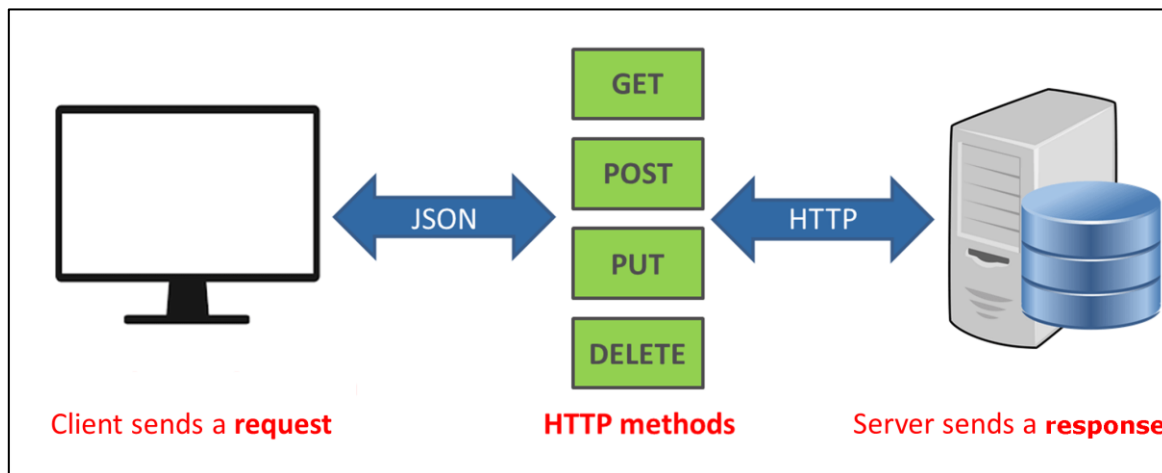 GET
POST
JSON
HTTP
PUT
DELETE
Client sends a request
HTTP methods
Server sends a response